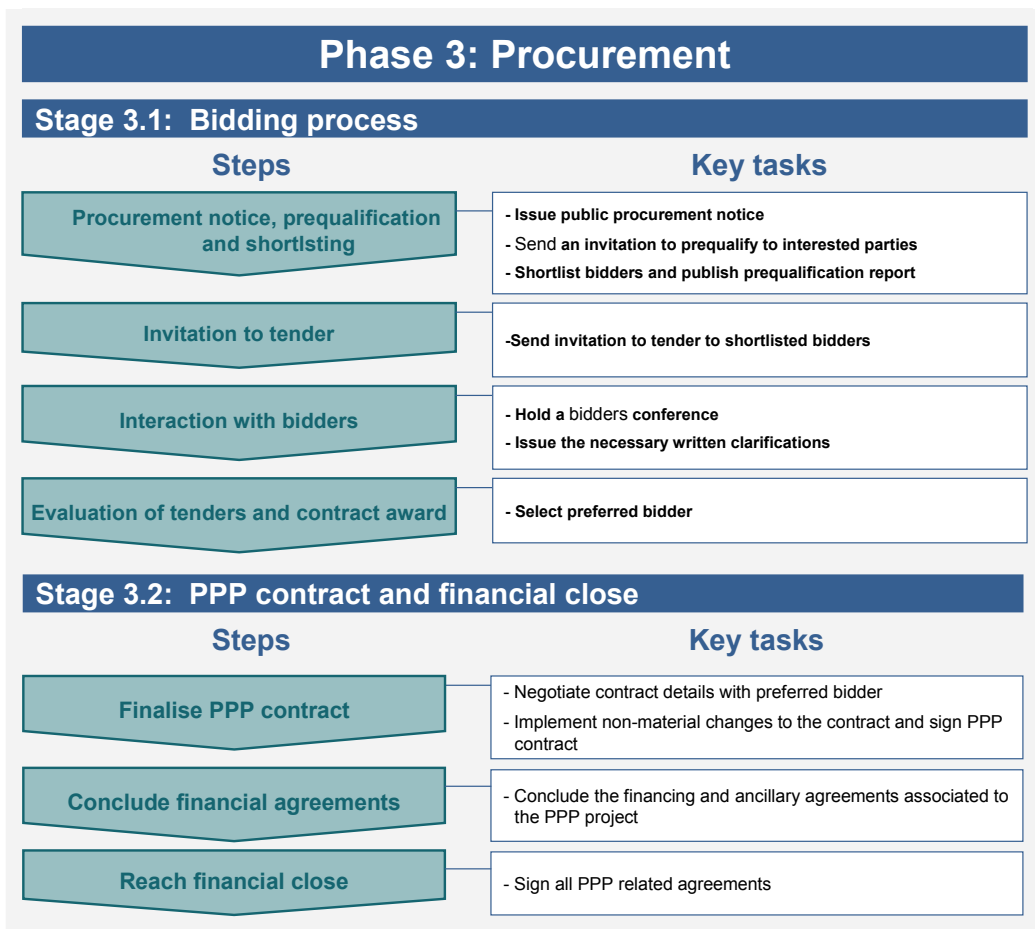 Phase 3: Procurement
Stage 3.1: Bidding process
Steps
Key tasks
Procurement notice, prequalification
and shortlsting
- Issue public procurement notice
- Send an invitation to prequalify to interested parties
- Shortlist bidders and publish prequalification report
Invitation to tender
-Send invitation to tender to shortlisted bidders
Interaction with bidders
- Hold a bidders conference
- Issue the necessary written clarifications
Evaluation of tenders and contract award
- Select preferred bidder
Stage 3.2: PPP contract and financial close
Steps
Key tasks
Finalise PPP contract
- Negotiate contract details with preferred bidder
- Implement non-material changes to the contract and sign PPP
contract
Conclude financial agreements
- Conclude the financing and ancillary agreements associated to
the PPP project
Reach financial close
- Sign all PPP related agreements